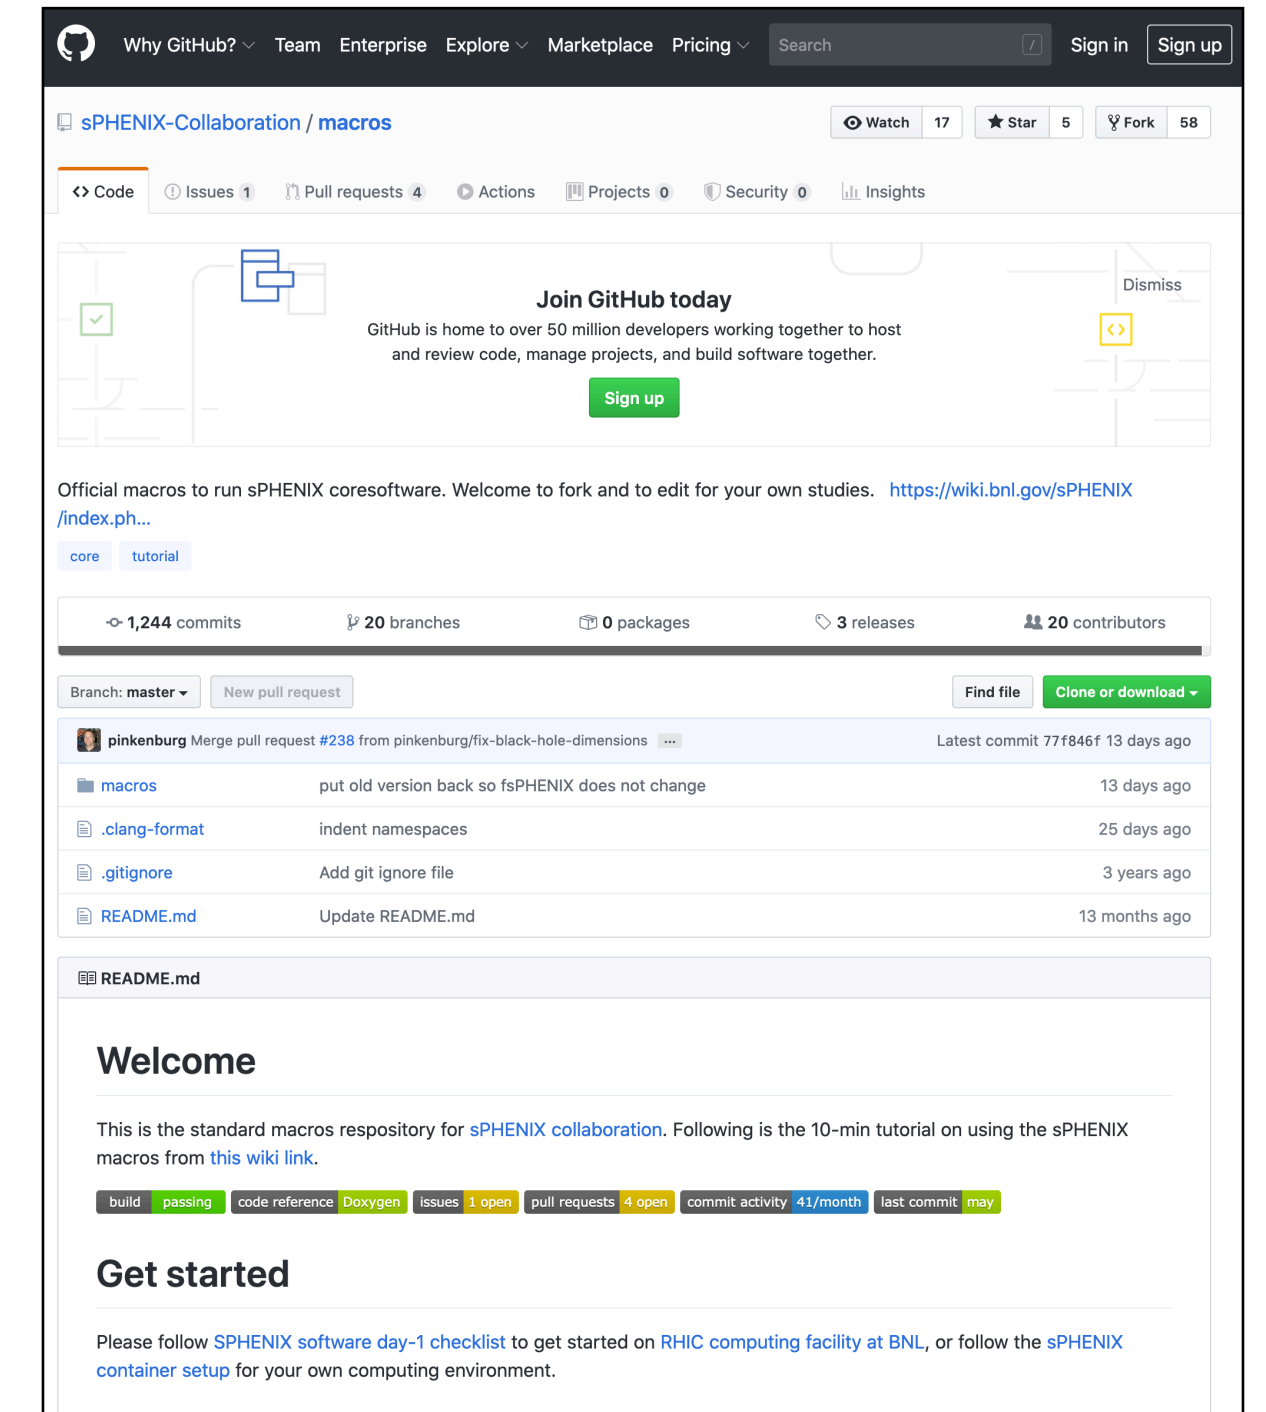 Why GitHub? Team Enterprise Explore Marketplace Pricing Search / Sign in Sign up
sPHENIX-Collaboration / macros Watch 17 Star 5 Fork 58
Code Issues 1 Pull requests 4 Actions Projects 0 Security 0 Insights
Dismiss
Join GitHub today
GitHub is home to over 50 million developers working together to host
and review code, manage projects, and build software together.
Sign up
Official macros to run sPHENIX coresoftware. Welcome to fork and to edit for your own studies. https://wiki.bnl.gov/sPHENIX
/index.ph...
core tutorial
1,244 commits 20 branches 0 packages 3 releases 20 contributors
Branch: master New pull request Find file Clone or download
pinkenburg Merge pull request #238 from pinkenburg/fix-black-hole-dimensions ... Latest commit 77f846f 13 days ago
macros put old version back so fsPHENIX does not change 13 days ago
.clang-format indent namespaces 25 days ago
.gitignore Add git ignore file 3 years ago
README.md Update README.md 13 months ago
README.md
Welcome
This is the standard macros respository for sPHENIX collaboration. Following is the 10-min tutorial on using the sPHENIX
macros from this wiki link.
build passing code reference Doxygen issues 1 open pull requests 4 open commit activity 41/month last commit may
Get started
Please follow SPHENIX software day-1 checklist to get started on RHIC computing facility at BNL, or follow the sPHENIX
container setup for your own computing environment.